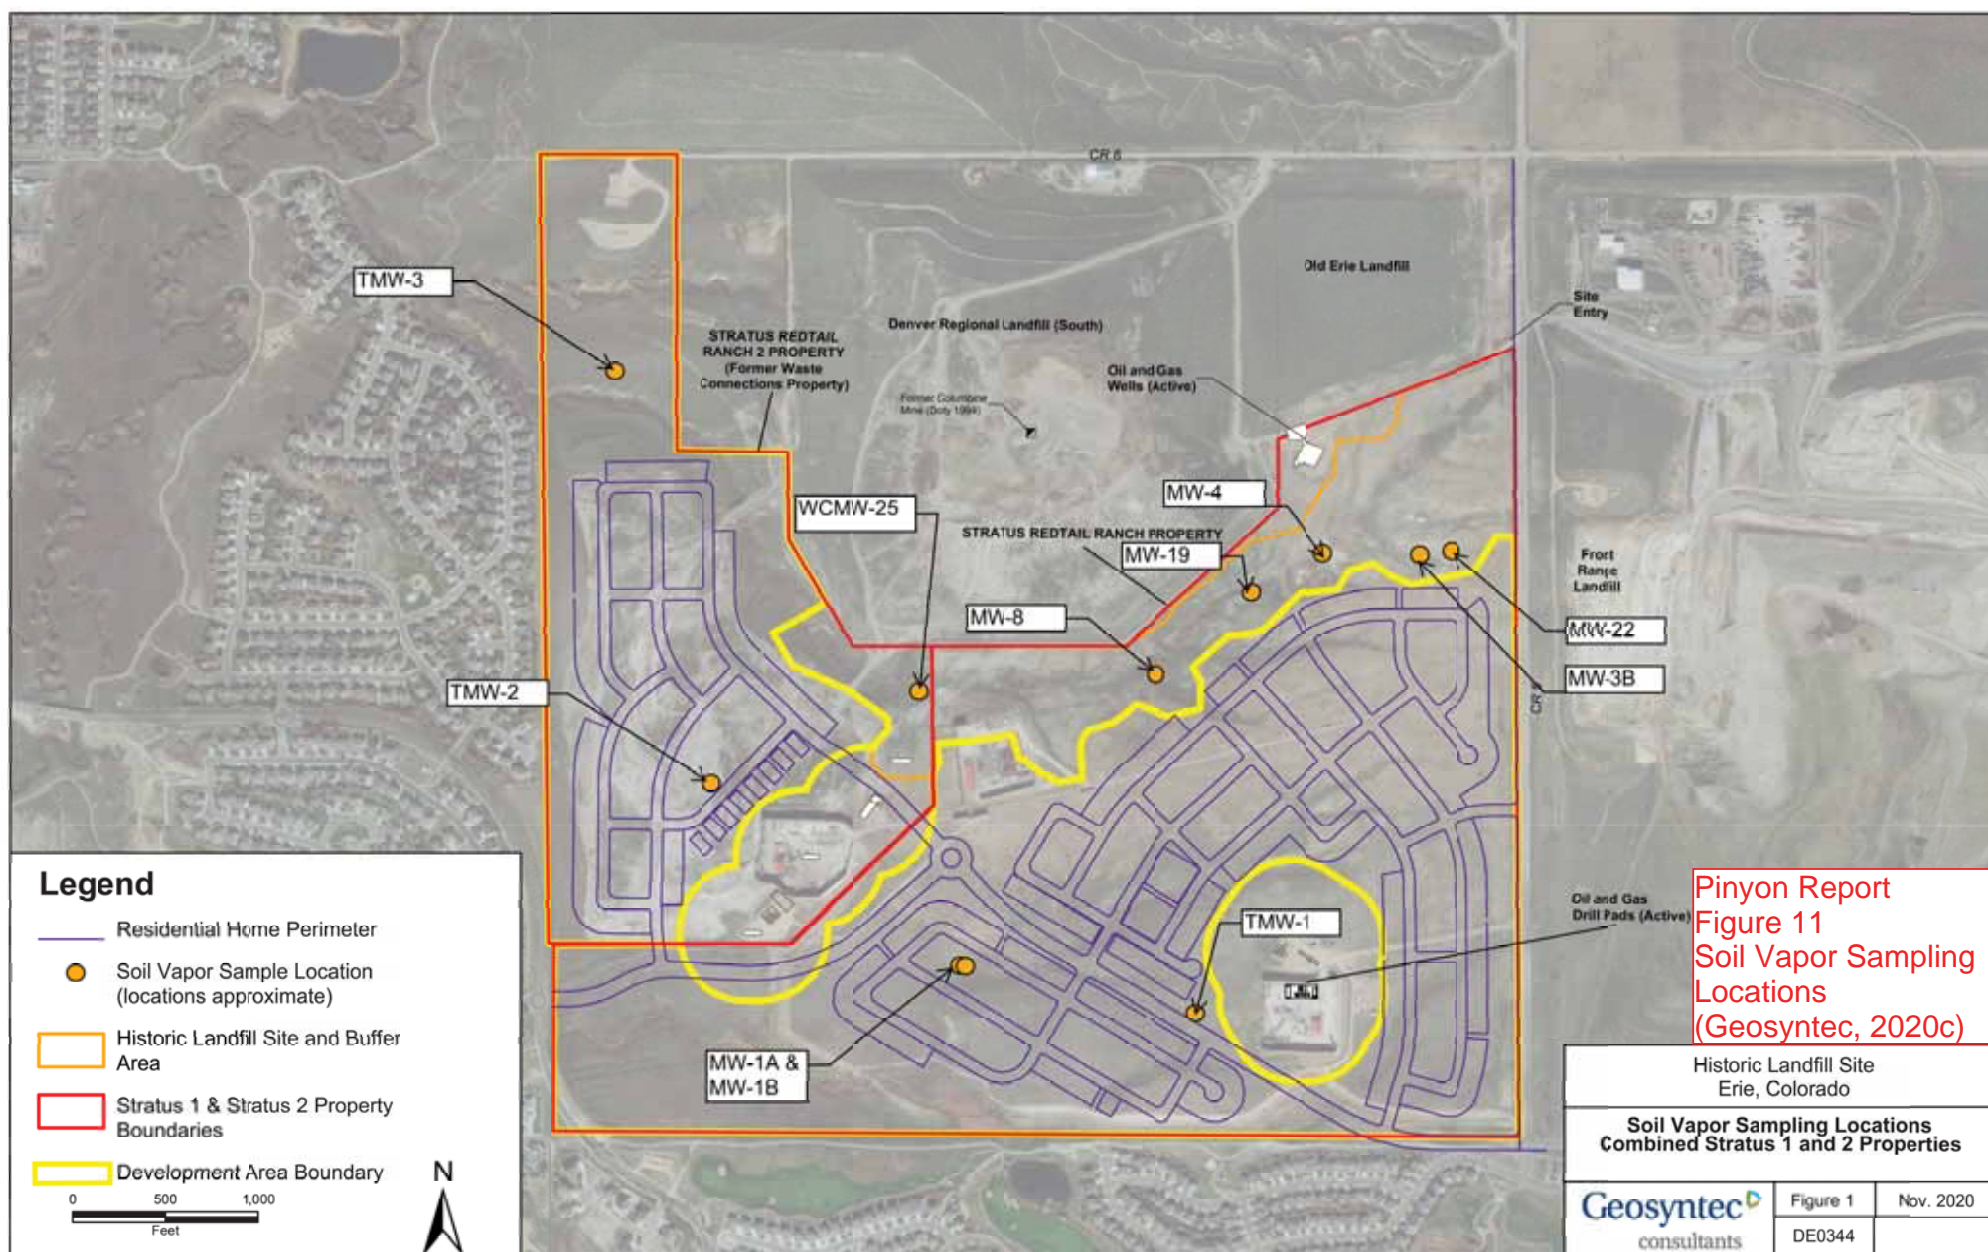 CR 6
Old Erie Landfill
Site
Entry
TMW-3
Denver Regional Landfill (South)
STRATUS REDTAIL
RANCH 2 PROPERTY
(Former Waste
Connections Property)
Oil and Gas
Wells (Active)
Former Columbine
Mine (Doty 1999)
MW-4
WCMW-25
STRATUS REDTAIL RANCH PROPERTY
MW-19
Front
Range
Landfill
MW-8
MW-22
MW-3B
TMW-2
Oil and Gas
Drill Pads (Active)
TMW-1
MW-1A &
MW-1B
Legend
Residential Home Perimeter
Soil Vapor Sample Location
(locations approximate)
Historic Landfill Site and Buffer
Area
Stratus 1 & Stratus 2 Property
Boundaries
Development Area Boundary
0 500 1,000
Feet
N
Pinyon Report
Figure 11
Soil Vapor Sampling
Locations
(Geosyntec, 2020c)
Historic Landfill Site
Erie, Colorado
Soil Vapor Sampling Locations
Combined Stratus 1 and 2 Properties
Geosyntec
consultants
Figure 1
Nov. 2020
DE0344